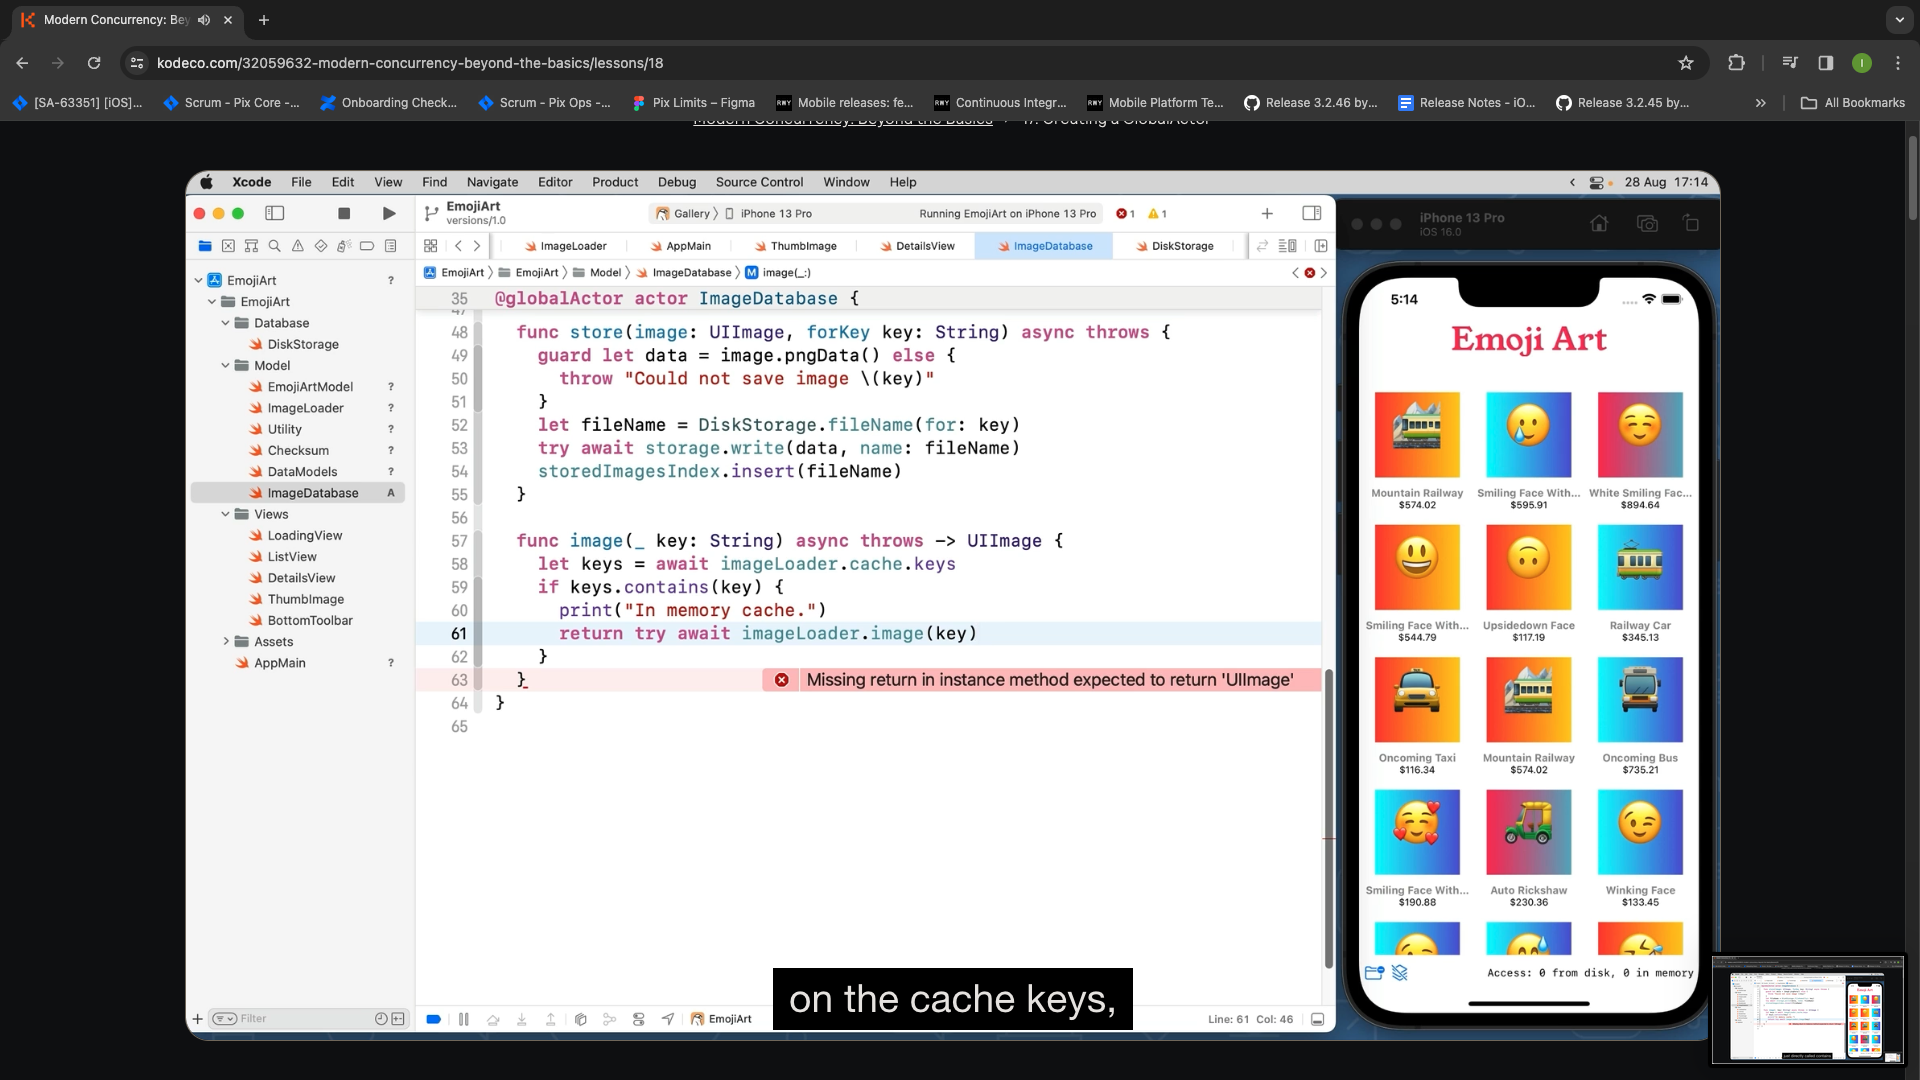 Modern Concurrency: Bey
kodeco.com/32059632-modern-concurrency-beyond-the-basics/lessons/18
[SA-63351] [iOS]...
Scrum - Pix Core -...
Onboarding Check...
Scrum - Pix Ops -...
Pix Limits – Figma
Mobile releases: fe...
Continuous Integr...
Mobile Platform Te...
Release 3.2.46 by...
Release Notes - iO...
Release 3.2.45 by...
All Bookmarks
Modern Concurrency: Beyond the Basics
17. Creating a GlobalActor
Xcode File Edit View Find Navigate Editor Product Debug Source Control Window Help
28 Aug 17:14
EmojiArt
versions/1.0
Gallery
iPhone 13 Pro
Running EmojiArt on iPhone 13 Pro
1
1
ImageLoader
AppMain
ThumbImage
DetailsView
ImageDatabase
DiskStorage
EmojiArt
EmojiArt
Model
ImageDatabase
M image(_:)
EmojiArt ?
EmojiArt
Database
DiskStorage
Model
EmojiArtModel ?
ImageLoader ?
Utility ?
Checksum ?
DataModels ?
ImageDatabase A
Views
LoadingView
ListView
DetailsView
ThumbImage
BottomToolbar
Assets
AppMain ?
Filter
35 @globalActor actor ImageDatabase {
47
48 func store(image: UIImage, forKey key: String) async throws {
49 guard let data = image.pngData() else {
50 throw "Could not save image \(key)"
51 }
52 let fileName = DiskStorage.fileName(for: key)
53 try await storage.write(data, name: fileName)
54 storedImagesIndex.insert(fileName)
55 }
56
57 func image(_ key: String) async throws -> UIImage {
58 let keys = await imageLoader.cache.keys
59 if keys.contains(key) {
60 print("In memory cache.")
61 return try await imageLoader.image(key)
62 }
63 } Missing return in instance method expected to return 'UIImage'
64 }
65
EmojiArt
Line: 61 Col: 46
on the cache keys,
iPhone 13 Pro
iOS 16.0
5:14
Emoji Art
Mountain Railway Smiling Face With... White Smiling Fac...
$574.02 $595.91 $894.64
Smiling Face With... Upsidedown Face Railway Car
$544.79 $117.19 $345.13
Oncoming Taxi Mountain Railway Oncoming Bus
$116.34 $574.02 $735.21
Smiling Face With... Auto Rickshaw Winking Face
$190.88 $230.36 $133.45
Access: 0 from disk, 0 in memory